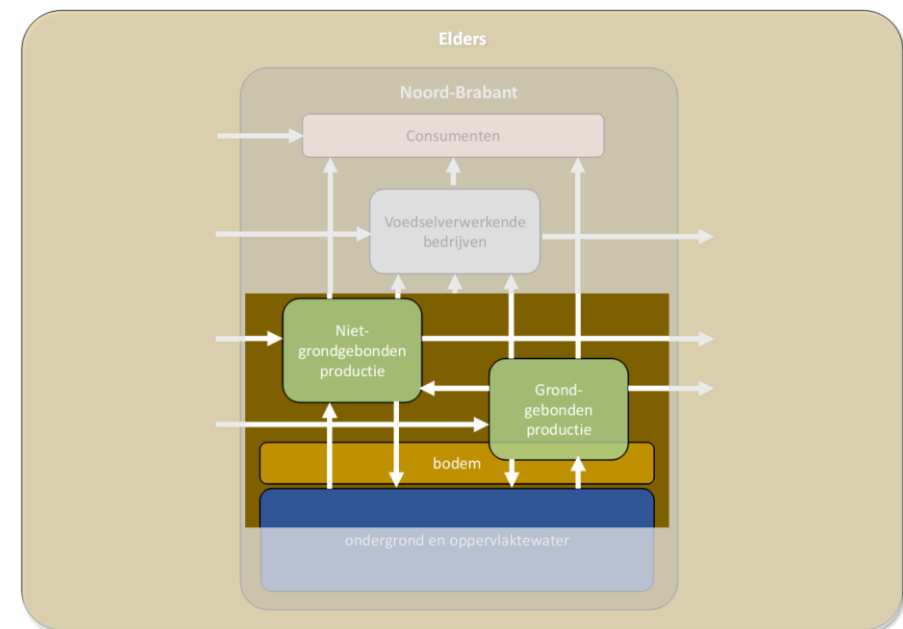 Elders
Noord-Brabant
Consumenten
Voedselverwerkende
bedrijven
Niet-
grondgebonden
productie
Grond-
gebonden
productie
bodem
ondergrond en oppervlaktewater